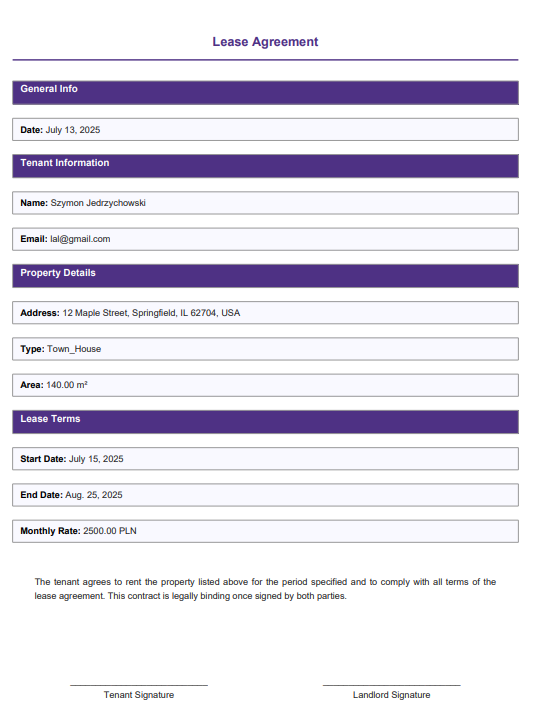 Lease Agreement
General Info
Date: July 13, 2025
Tenant Information
Name: Szymon Jedrzychowski
Email: lal@gmail.com
Property Details
Address: 12 Maple Street, Springfield, IL 62704, USA
Type: Town_House
Area: 140.00 m²
Lease Terms
Start Date: July 15, 2025
End Date: Aug. 25, 2025
Monthly Rate: 2500.00 PLN
The tenant agrees to rent the property listed above for the period specified and to comply with all terms of the
lease agreement. This contract is legally binding once signed by both parties.
Tenant Signature
Landlord Signature